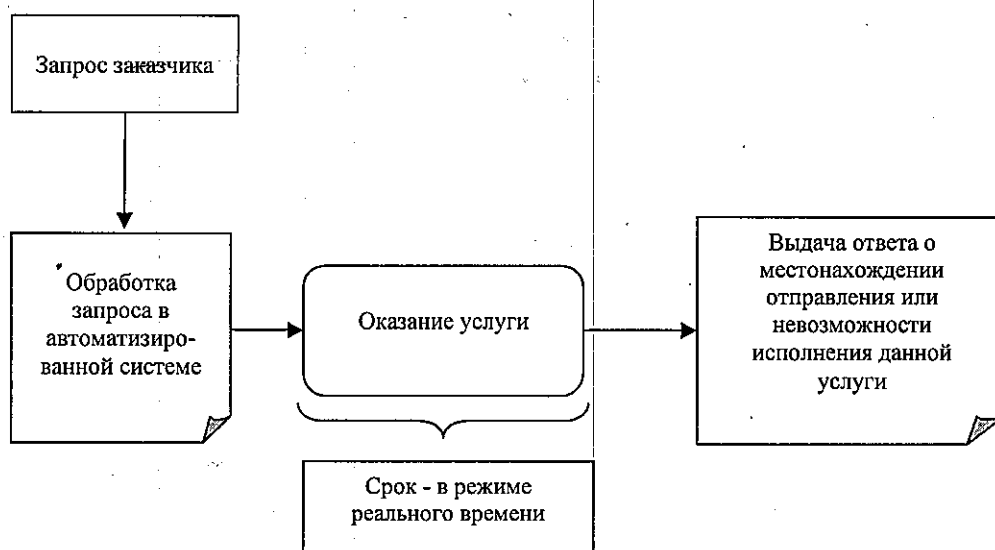 Запрос заказчика
Обработка
запроса в
автоматизиро-
ванной системе
Оказание услуги
Выдача ответа о
местонахождении
отправления или
невозможности
исполнения данной
услуги
Срок - в режиме
реального времени